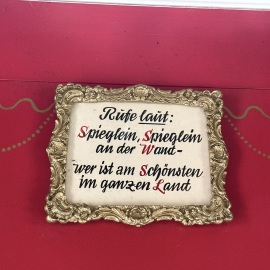 Rufe laut:
Spieglein, Spieglein
an der Wand-
wer ist am Schönsten
im ganzen Land